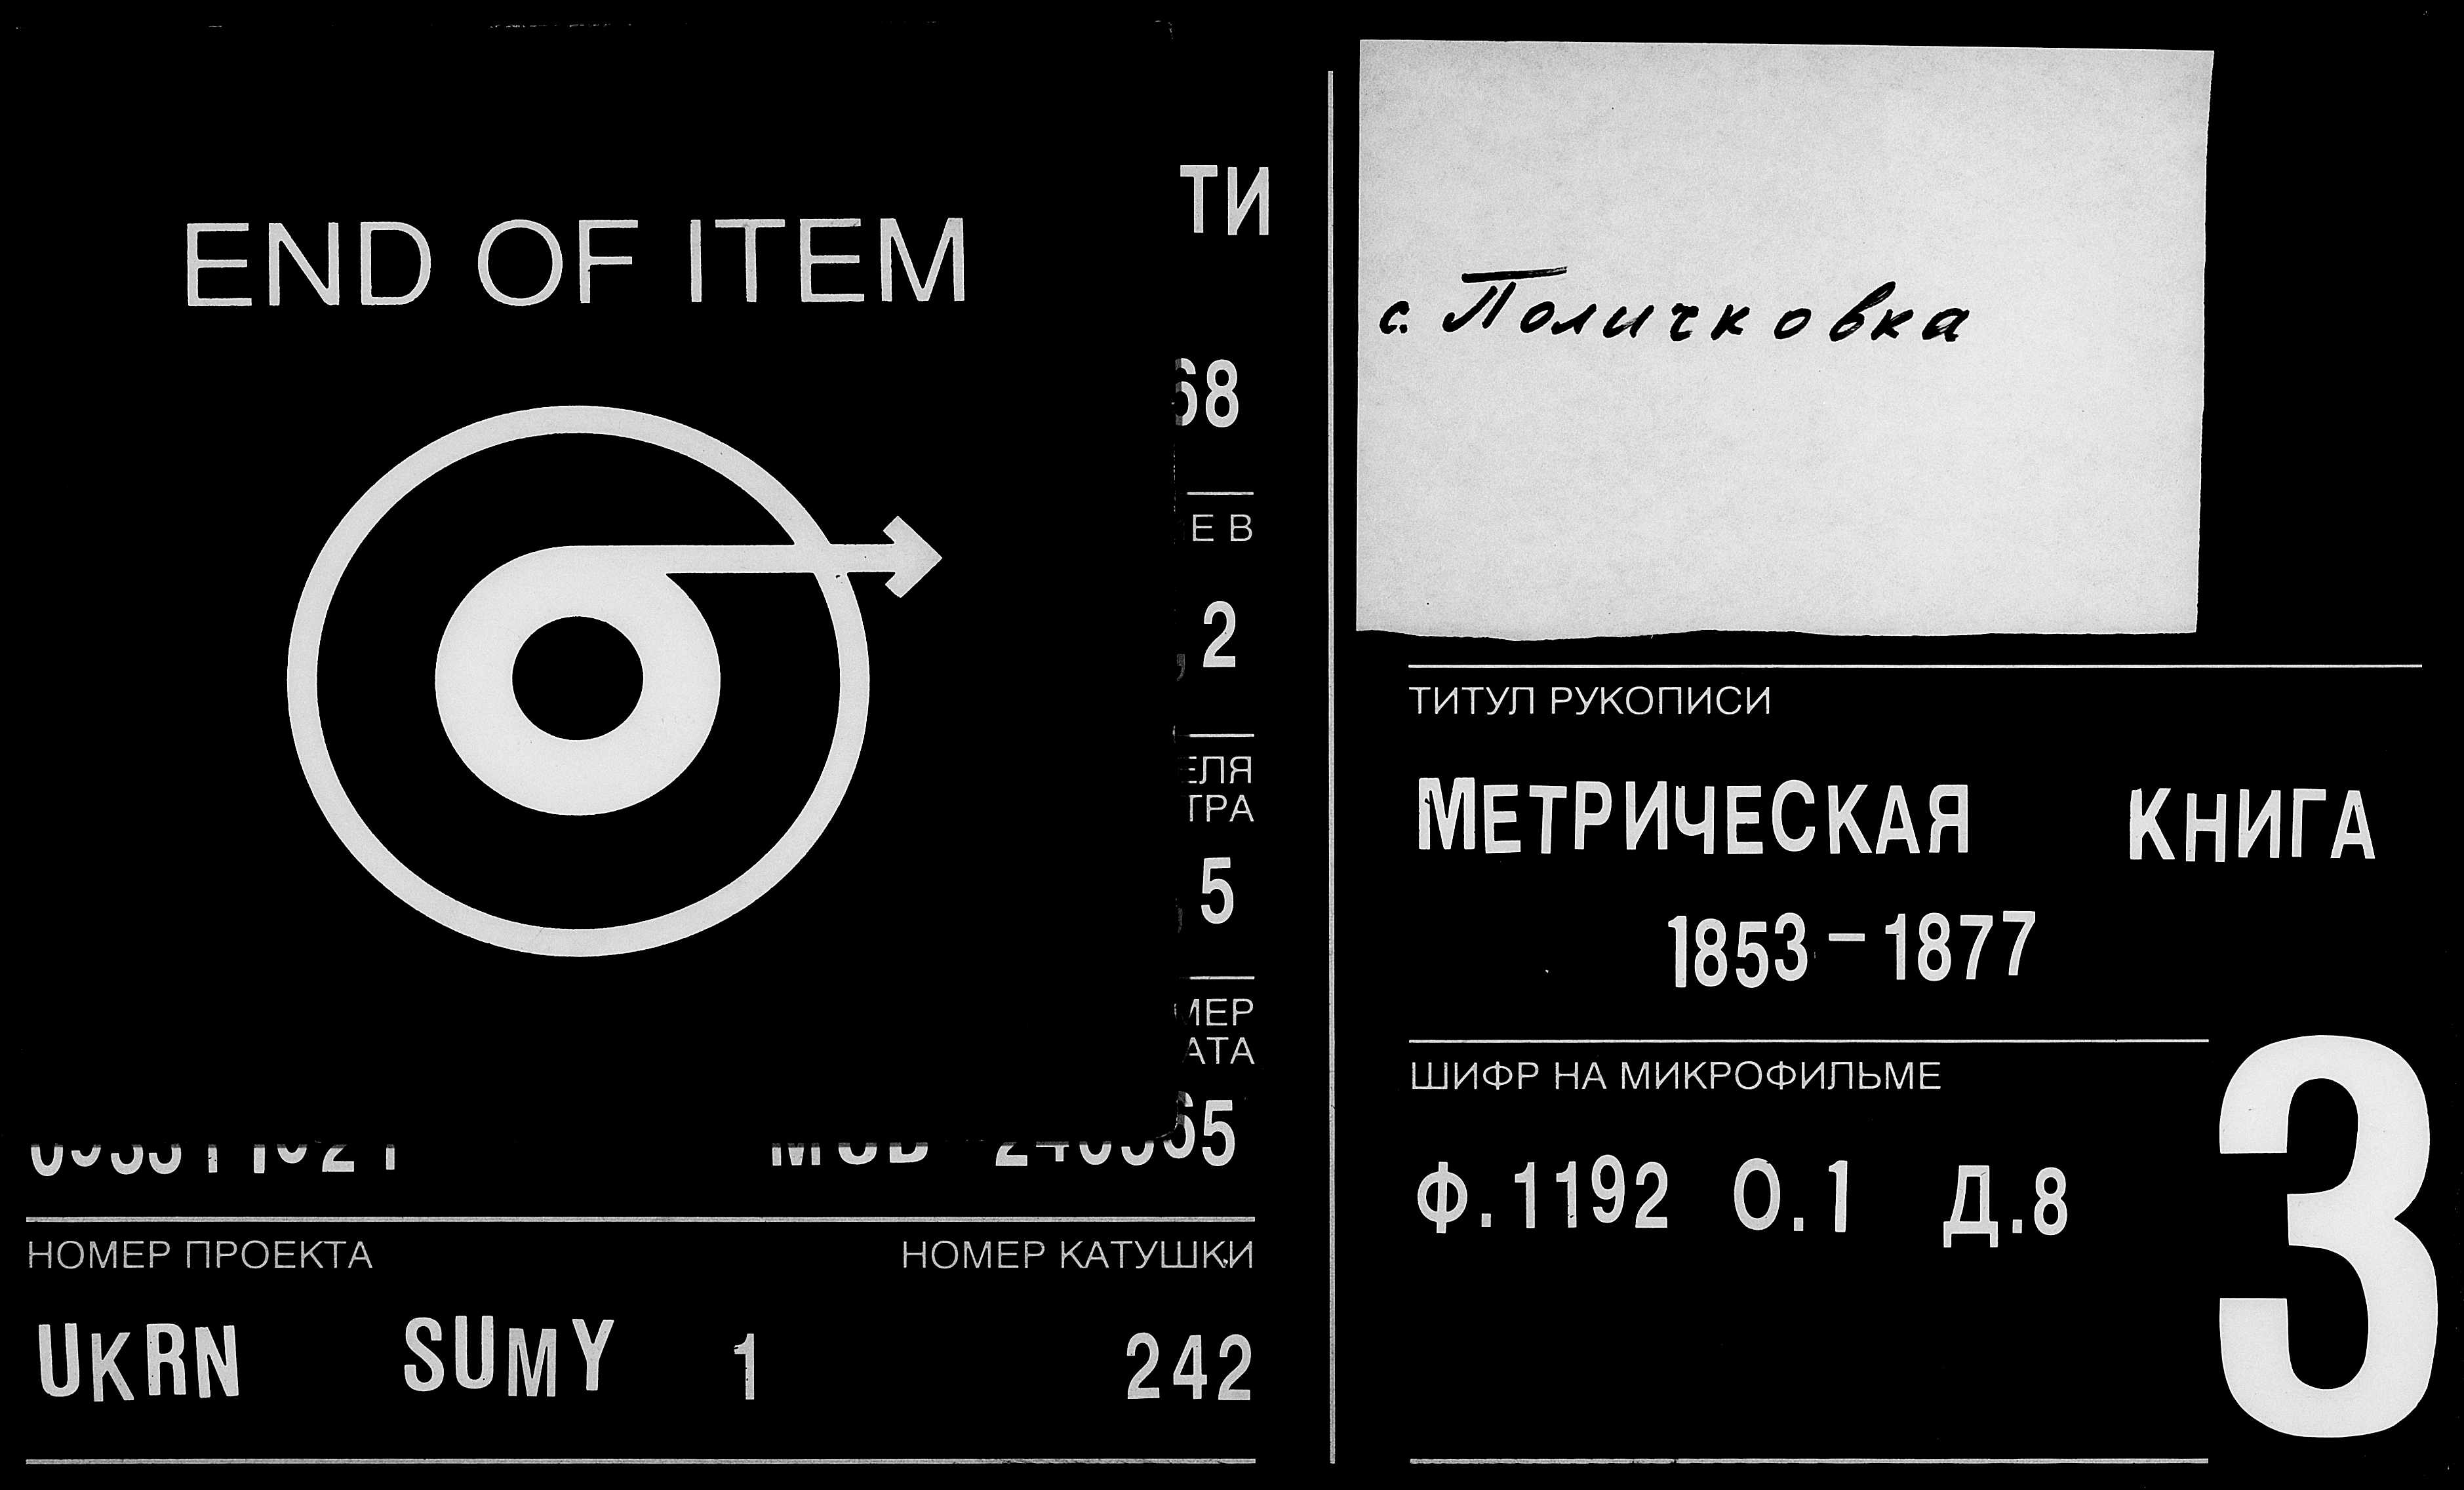 END OF ITEM
ТИ
68
Е В
2
ЕЛЯ
ТРА
5
МЕР
АТА
65
НОМЕР ПРОЕКТА НОМЕР КАТУШКИ
UKRN SUMY 1 242
с. Поличковка
ТИТУЛ РУКОПИСИ
МЕТРИЧЕСКАЯ КНИГА
1853-1877
ШИФР НА МИКРОФИЛЬМЕ
Ф.1192 О.1 Д.8
3